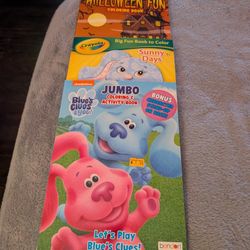 HALLOWEEN FUN
COLORING BOOK
Crayola
Big Fun Book to Color
Sunny
Days
nickelodeon
Blue's Clues
& You!
JUMBO
COLORING &
ACTIVITY BOOK
BONUS
Let's Play
Blue's Clues!
bendon